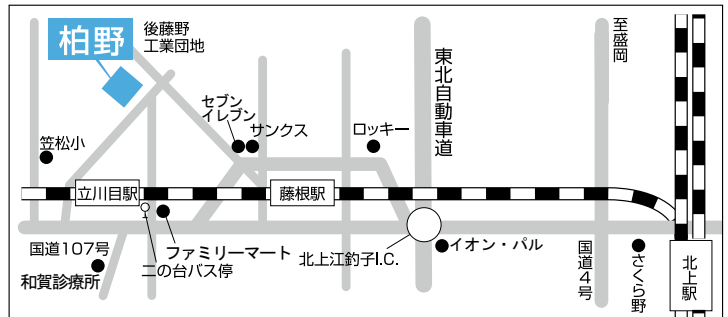 柏野
後藤野
工業団地
セブン
イレブン
サンクス
ロッキー
東北自動車道
至盛岡
笠松小
立川目駅
藤根駅
国道107号
和賀診療所
ファミリーマート
二の台バス停
北上江釣子I.C.
イオン・パル
国道4号
さくら野
北上駅